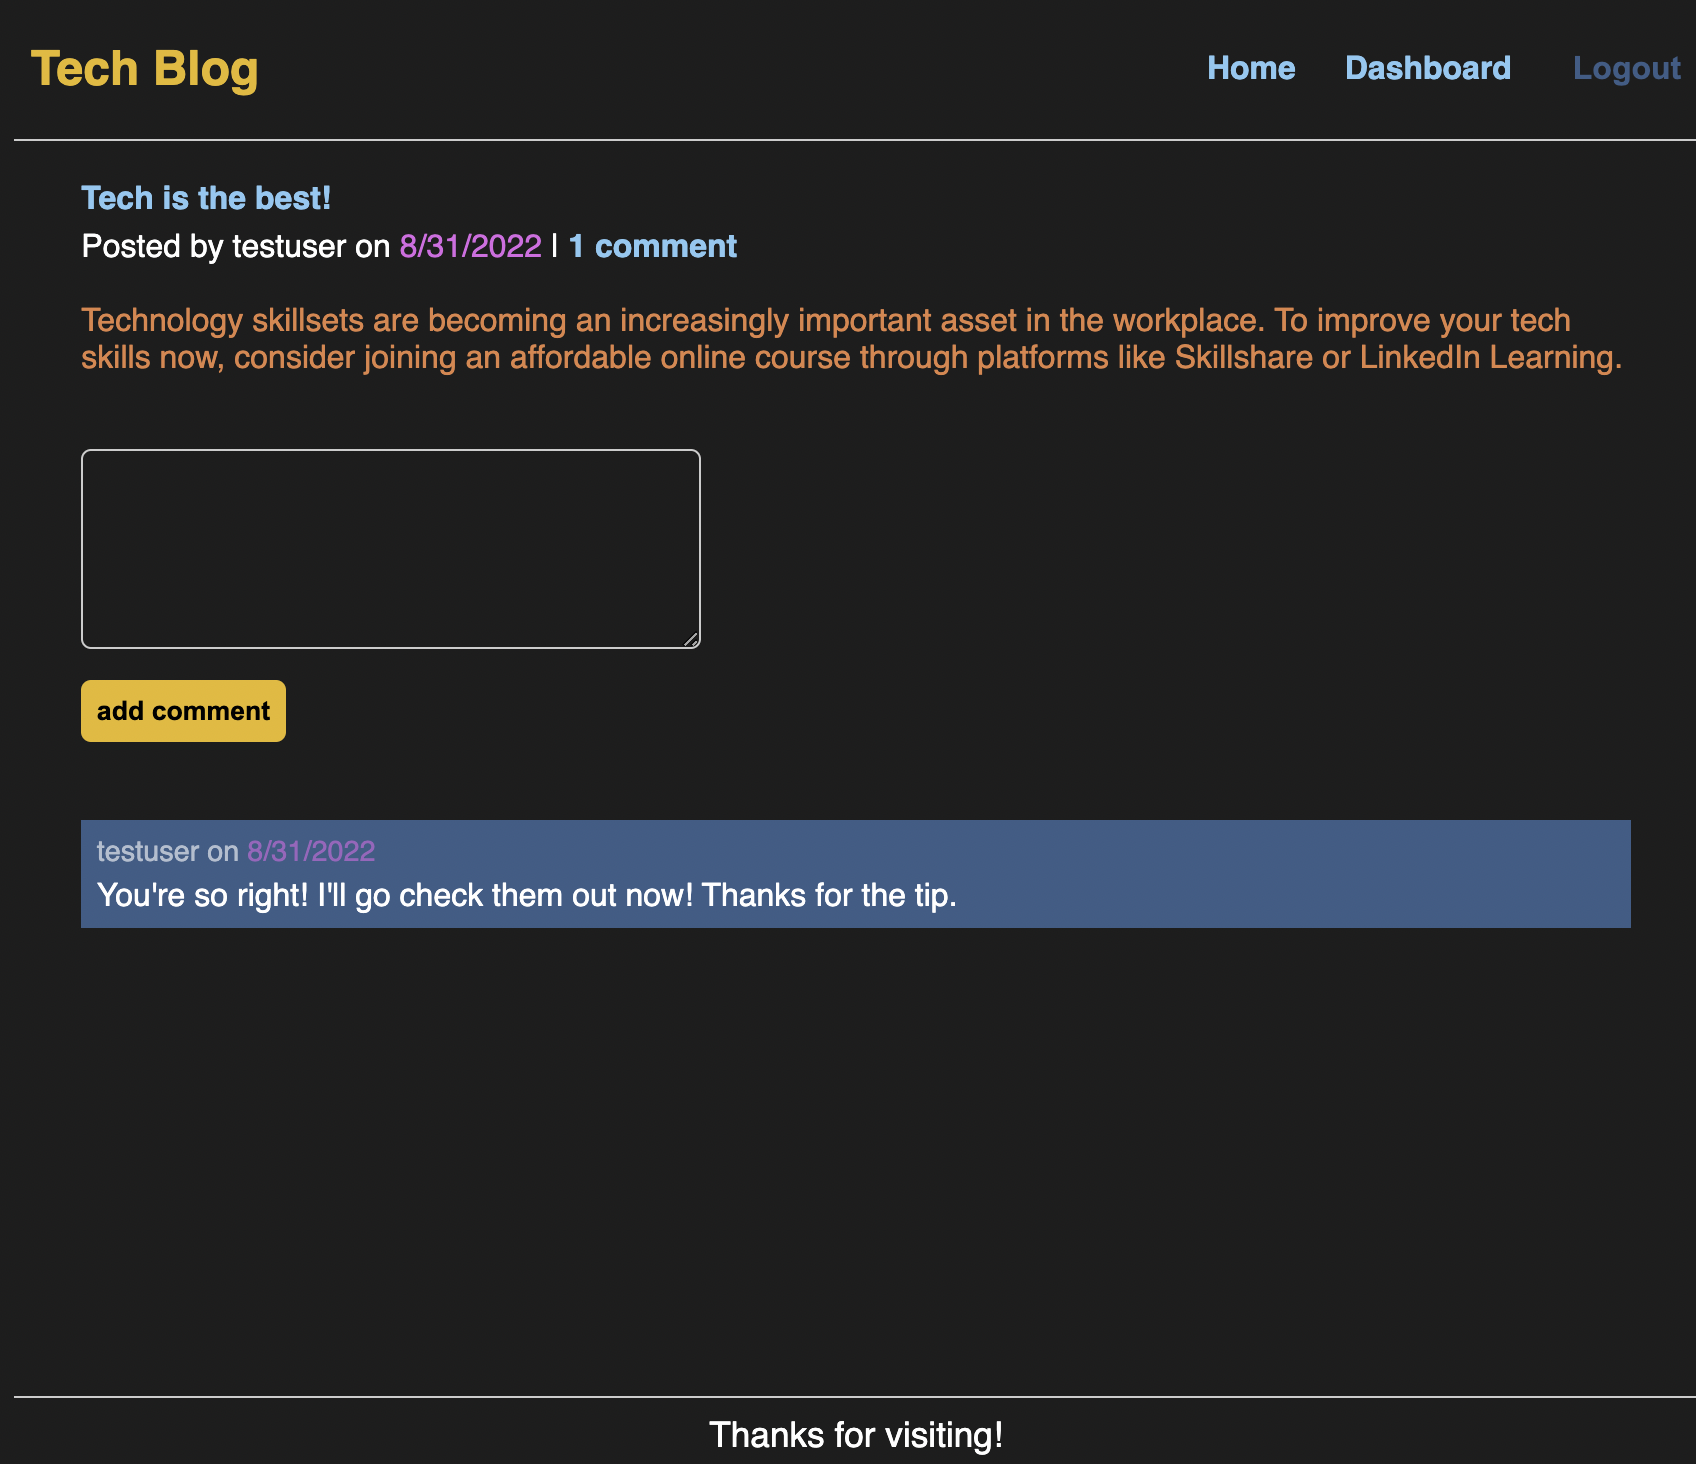 Tech Blog
Home Dashboard Logout
Tech is the best!
Posted by testuser on 8/31/2022 | 1 comment
Technology skillsets are becoming an increasingly important asset in the workplace. To improve your tech
skills now, consider joining an affordable online course through platforms like Skillshare or LinkedIn Learning.
add comment
testuser on 8/31/2022
You're so right! I'll go check them out now! Thanks for the tip.
Thanks for visiting!